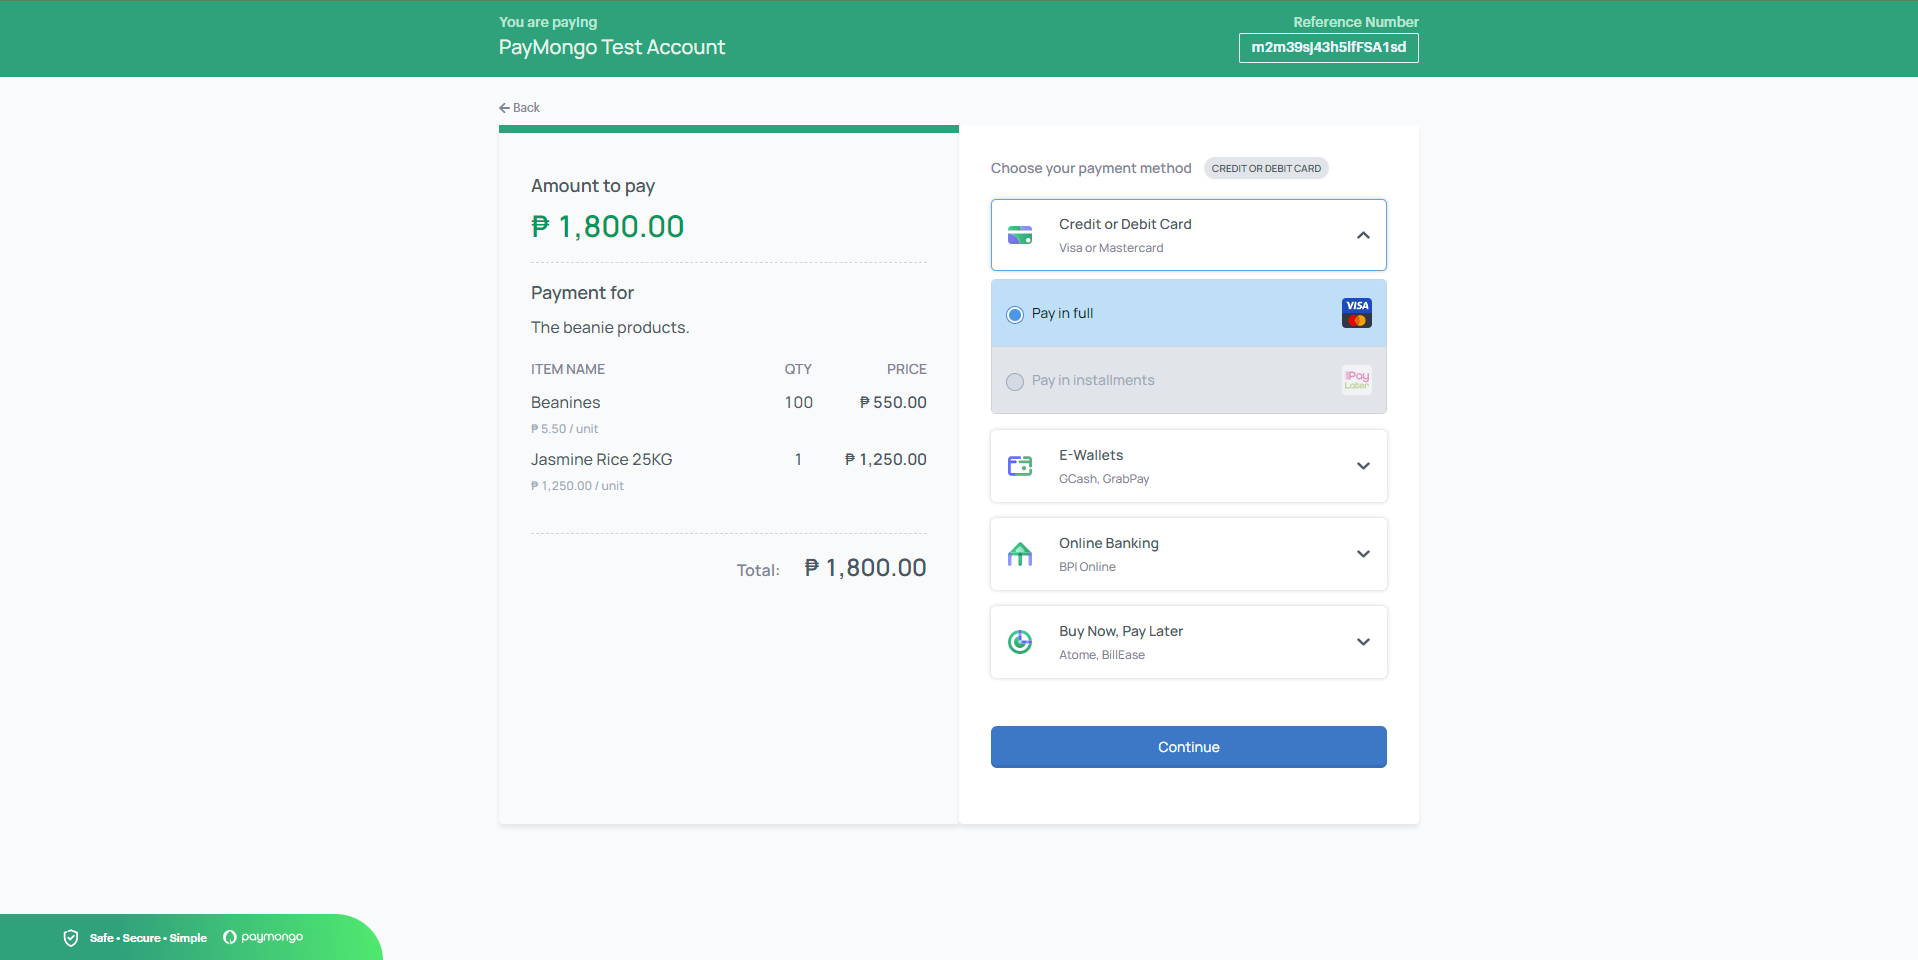 You are paying
PayMongo Test Account
Reference Number
m2m39sj43h5lfFSA1sd
Back
Amount to pay
₱ 1,800.00
Payment for
The beanie products.
ITEM NAME QTY PRICE
Beanines 100 ₱ 550.00
₱ 5.50 / unit
Jasmine Rice 25KG 1 ₱ 1,250.00
₱ 1,250.00 / unit
Total: ₱ 1,800.00
Choose your payment method CREDIT OR DEBIT CARD
Credit or Debit Card
Visa or Mastercard
Pay in full VISA
Pay in installments Pay Later
E-Wallets
GCash, GrabPay
Online Banking
BPI Online
Buy Now, Pay Later
Atome, BillEase
Continue
Safe • Secure • Simple paymongo